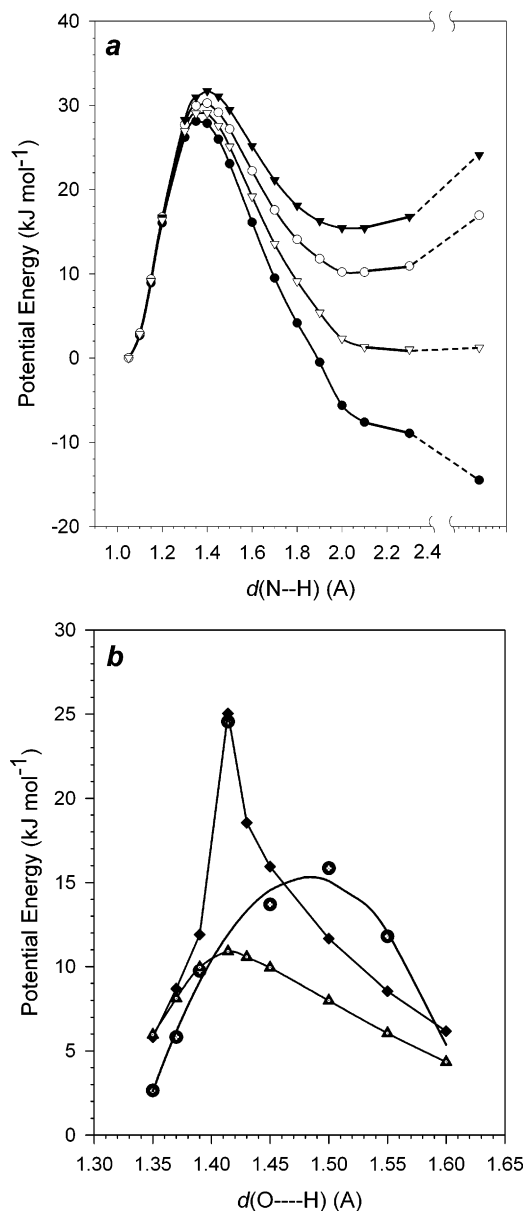 a
40
30
20
10
0
-10
-20
Potential Energy (kJ mol⁻¹)
1.0 1.2 1.4 1.6 1.8 2.0 2.2 2.4
d(N--H) (A)
b
30
25
20
15
10
5
0
Potential Energy (kJ mol⁻¹)
1.30 1.35 1.40 1.45 1.50 1.55 1.60 1.65
d(O----H) (A)